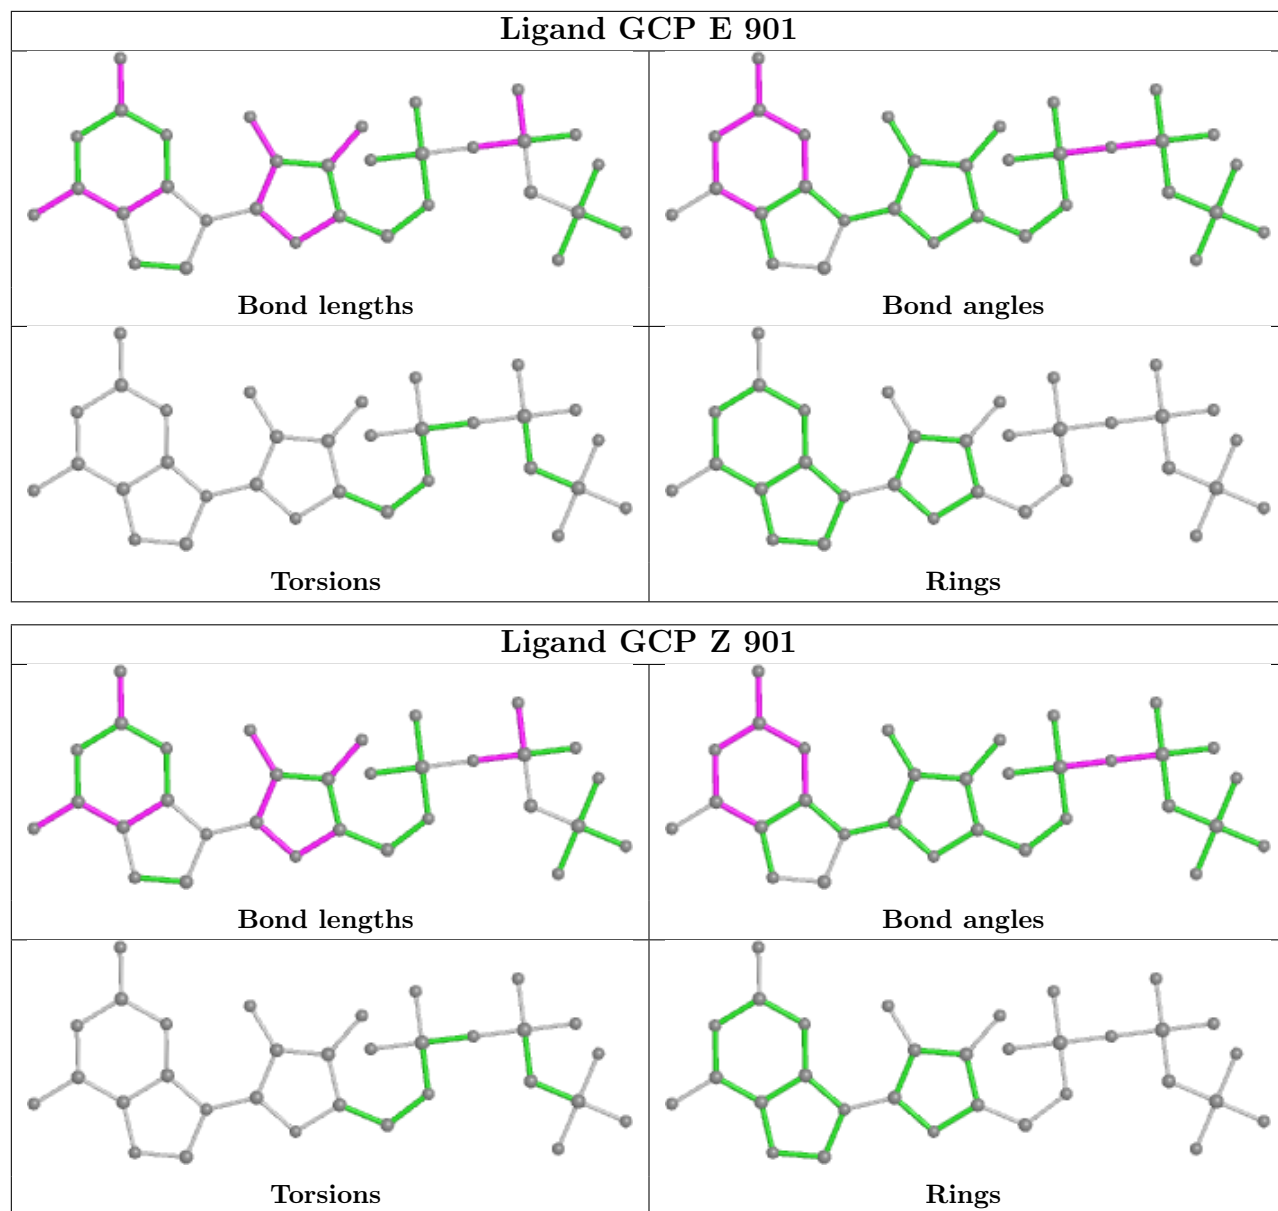 Ligand GCP E 901
Bond lengths
Bond angles
Torsions
Rings
Ligand GCP Z 901
Bond lengths
Bond angles
Torsions
Rings